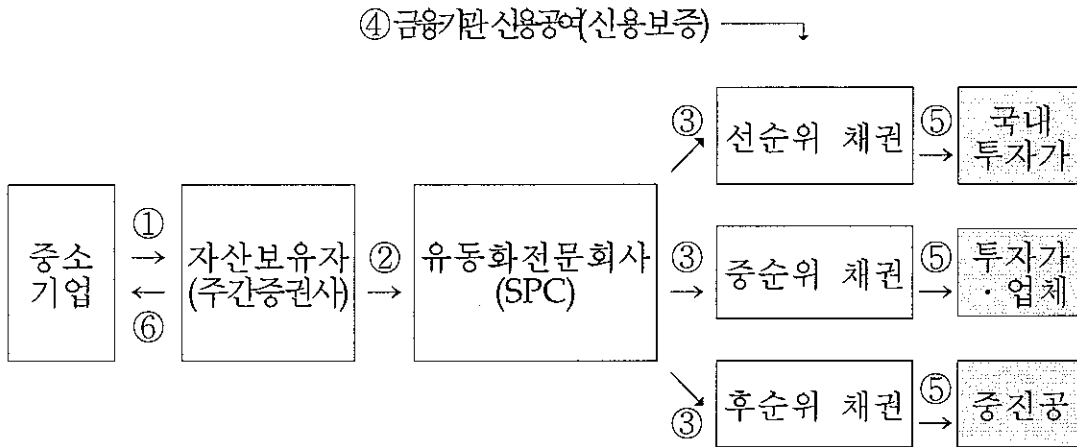 ④ 금융기관 신용공여(신용보증)
③
선순위 채권
⑤
국내
투자가
중소
기업
①
→
←
⑥
자산보유자
(주간증권사)
②
→
유동화전문회사
(SPC)
③
→
중순위 채권
⑤
→
투자가
· 업체
③
후순위 채권
⑤
→
중진공